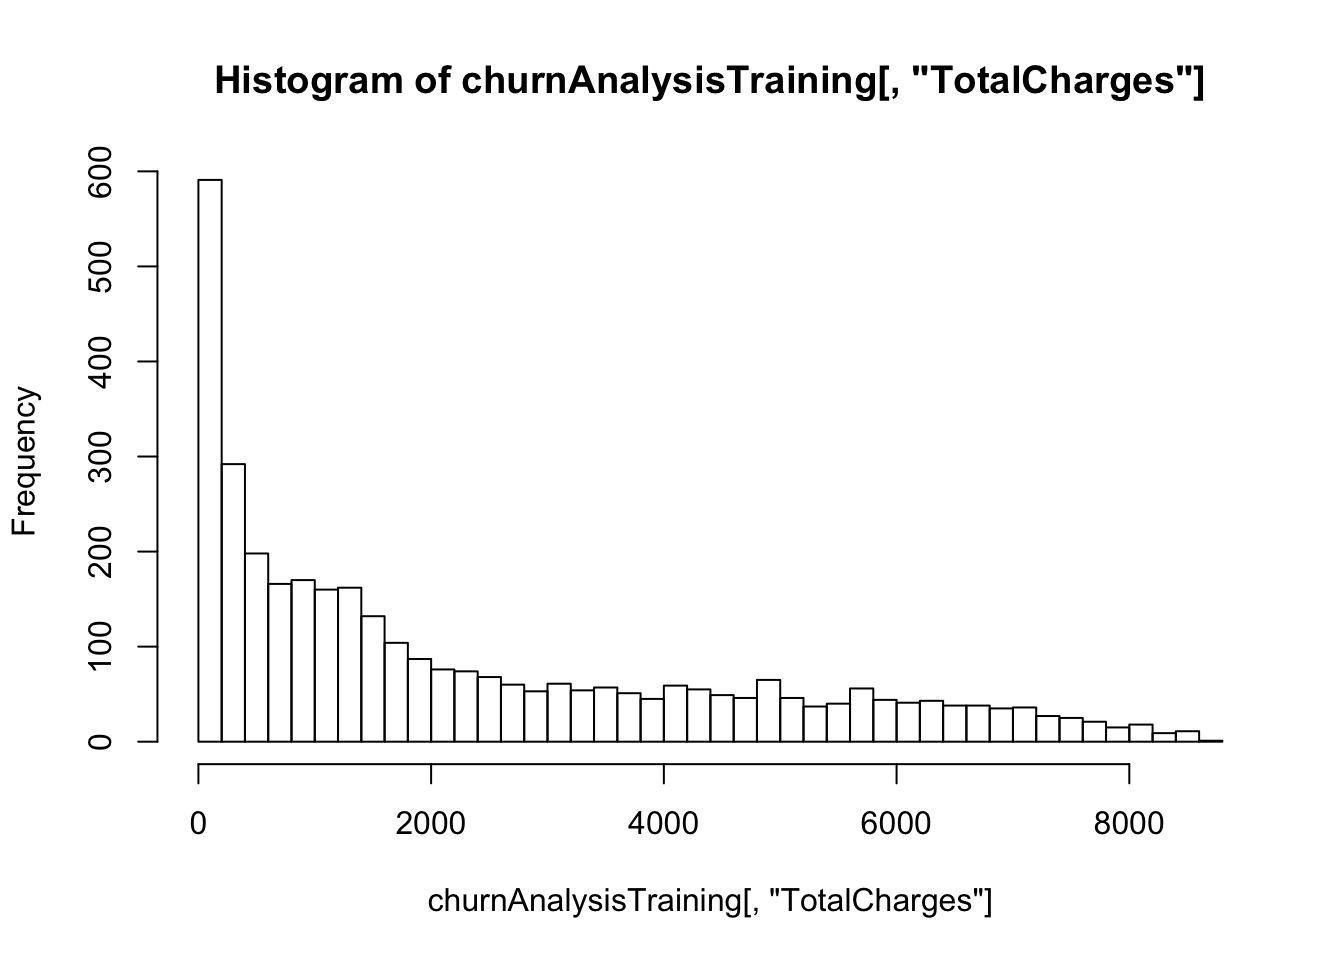 Histogram of churnAnalysisTraining[, "TotalCharges"]
Frequency
600
500
400
300
200
100
0
0 2000 4000 6000 8000
churnAnalysisTraining[, "TotalCharges"]